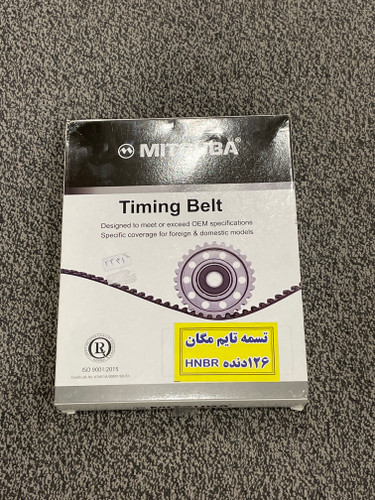 Timing Belt
Designed to meet or exceed OEM specifications
Specific coverage for foreign & domestic models
تسمه تایم مگان
۱۲۶دنده HNBR
R
ISO 9001:2015